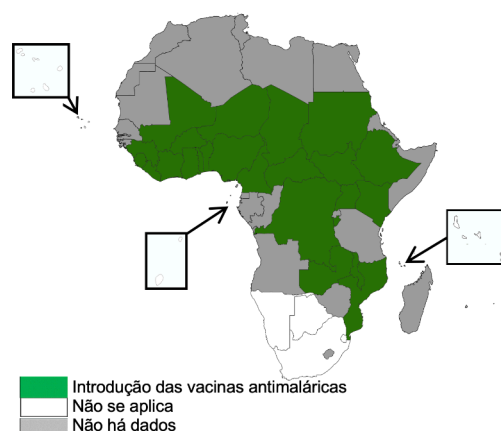 Introdução das vacinas antimaláricas
Não se aplica
Não há dados